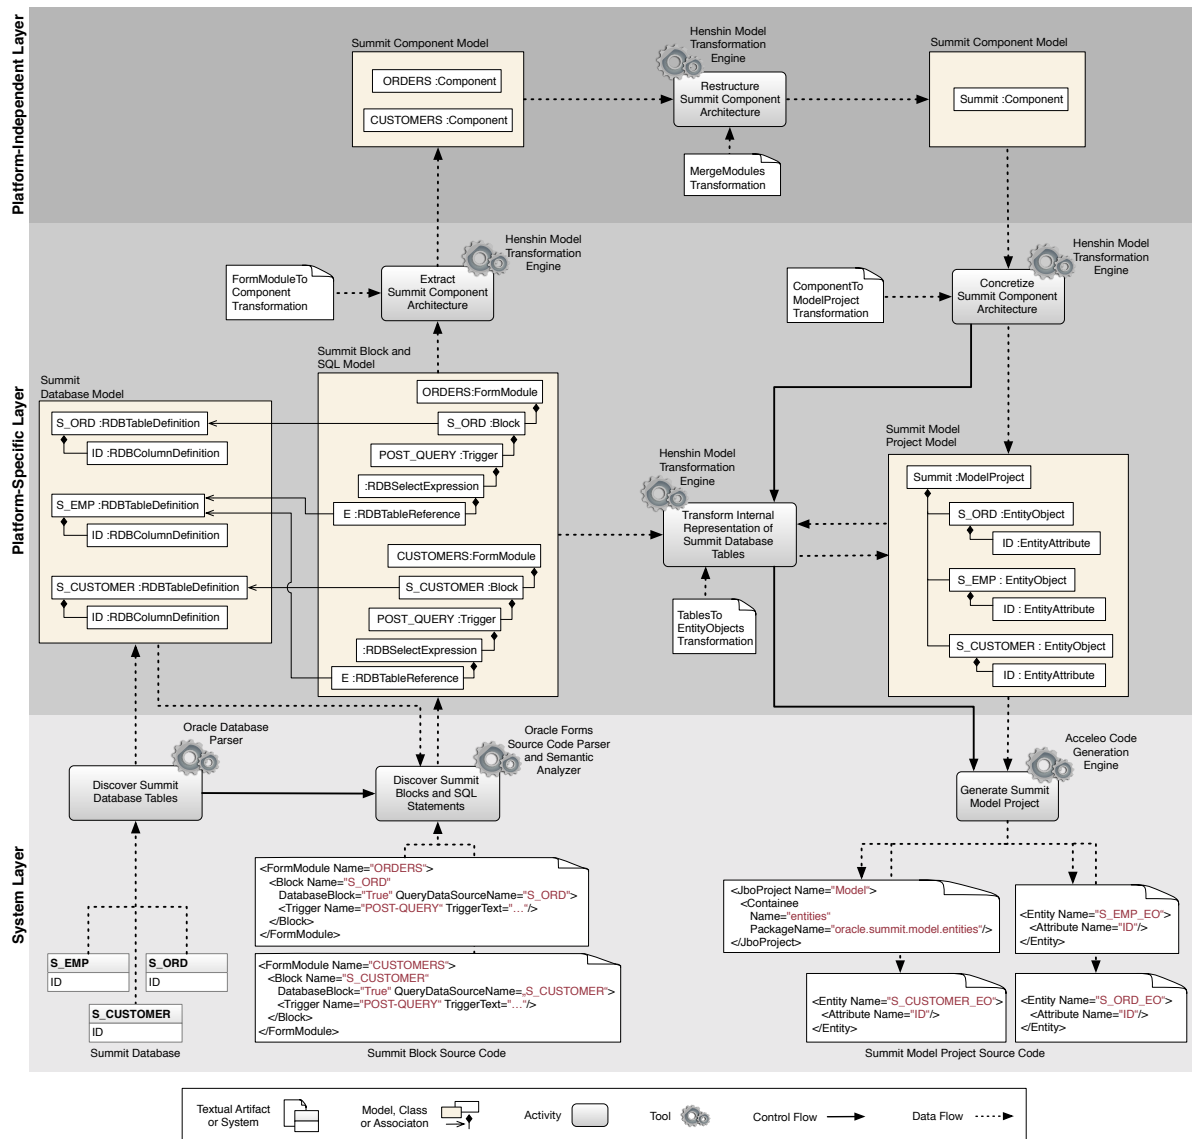 Platform-Independent Layer
Summit Component Model
ORDERS :Component
CUSTOMERS :Component
Henshin Model
Transformation
Engine
Restructure
Summit Component
Architecture
MergeModules
Transformation
Summit Component Model
Summit :Component
Platform-Specific Layer
Henshin Model
Transformation
Engine
FormModuleTo
Component
Transformation
Extract
Summit Component
Architecture
Henshin Model
Transformation
Engine
ComponentTo
ModelProject
Transformation
Concretize
Summit Component
Architecture
Summit
Database Model
S_ORD :RDBTableDefinition
ID :RDBColumnDefinition
S_EMP :RDBTableDefinition
ID :RDBColumnDefinition
S_CUSTOMER :RDBTableDefinition
ID :RDBColumnDefinition
Summit Block and
SQL Model
ORDERS:FormModule
S_ORD :Block
POST_QUERY :Trigger
:RDBSelectExpression
E :RDBTableReference
CUSTOMERS:FormModule
S_CUSTOMER :Block
POST_QUERY :Trigger
:RDBSelectExpression
E :RDBTableReference
Henshin Model
Transformation
Engine
Transform Internal
Representation of
Summit Database
Tables
TablesTo
EntityObjects
Transformation
Summit Model
Project Model
Summit :ModelProject
S_ORD :EntityObject
ID :EntityAttribute
S_EMP : EntityObject
ID : EntityAttribute
S_CUSTOMER : EntityObject
ID : EntityAttribute
System Layer
Oracle Database
Parser
Discover Summit
Database Tables
Oracle Forms
Source Code Parser
and Semantic
Analyzer
Discover Summit
Blocks and SQL
Statements
Acceleo Code
Generation
Engine
Generate Summit
Model Project
S_EMP
ID
S_ORD
ID
S_CUSTOMER
ID
Summit Database
<FormModule Name="ORDERS">
<Block Name="S_ORD"
DatabaseBlock="True" QueryDataSourceName="S_ORD">
<Trigger Name="POST-QUERY" TriggerText="…"/>
</Block>
</FormModule>
<FormModule Name="CUSTOMERS">
<Block Name="S_CUSTOMER"
DatabaseBlock="True" QueryDataSourceName=„S_CUSTOMER">
<Trigger Name="POST-QUERY" TriggerText="…"/>
</Block>
</FormModule>
Summit Block Source Code
<JboProject Name="Model">
<Containee
Name="entities"
PackageName="oracle.summit.model.entities"/>
</JboProject>
<Entity Name="S_EMP_EO">
<Attribute Name="ID"/>
</Entity>
<Entity Name="S_CUSTOMER_EO">
<Attribute Name="ID"/>
</Entity>
<Entity Name="S_ORD_EO">
<Attribute Name="ID"/>
</Entity>
Summit Model Project Source Code
Textual Artifact
or System
Model, Class
or Associaton
Activity
Tool
Control Flow
Data Flow